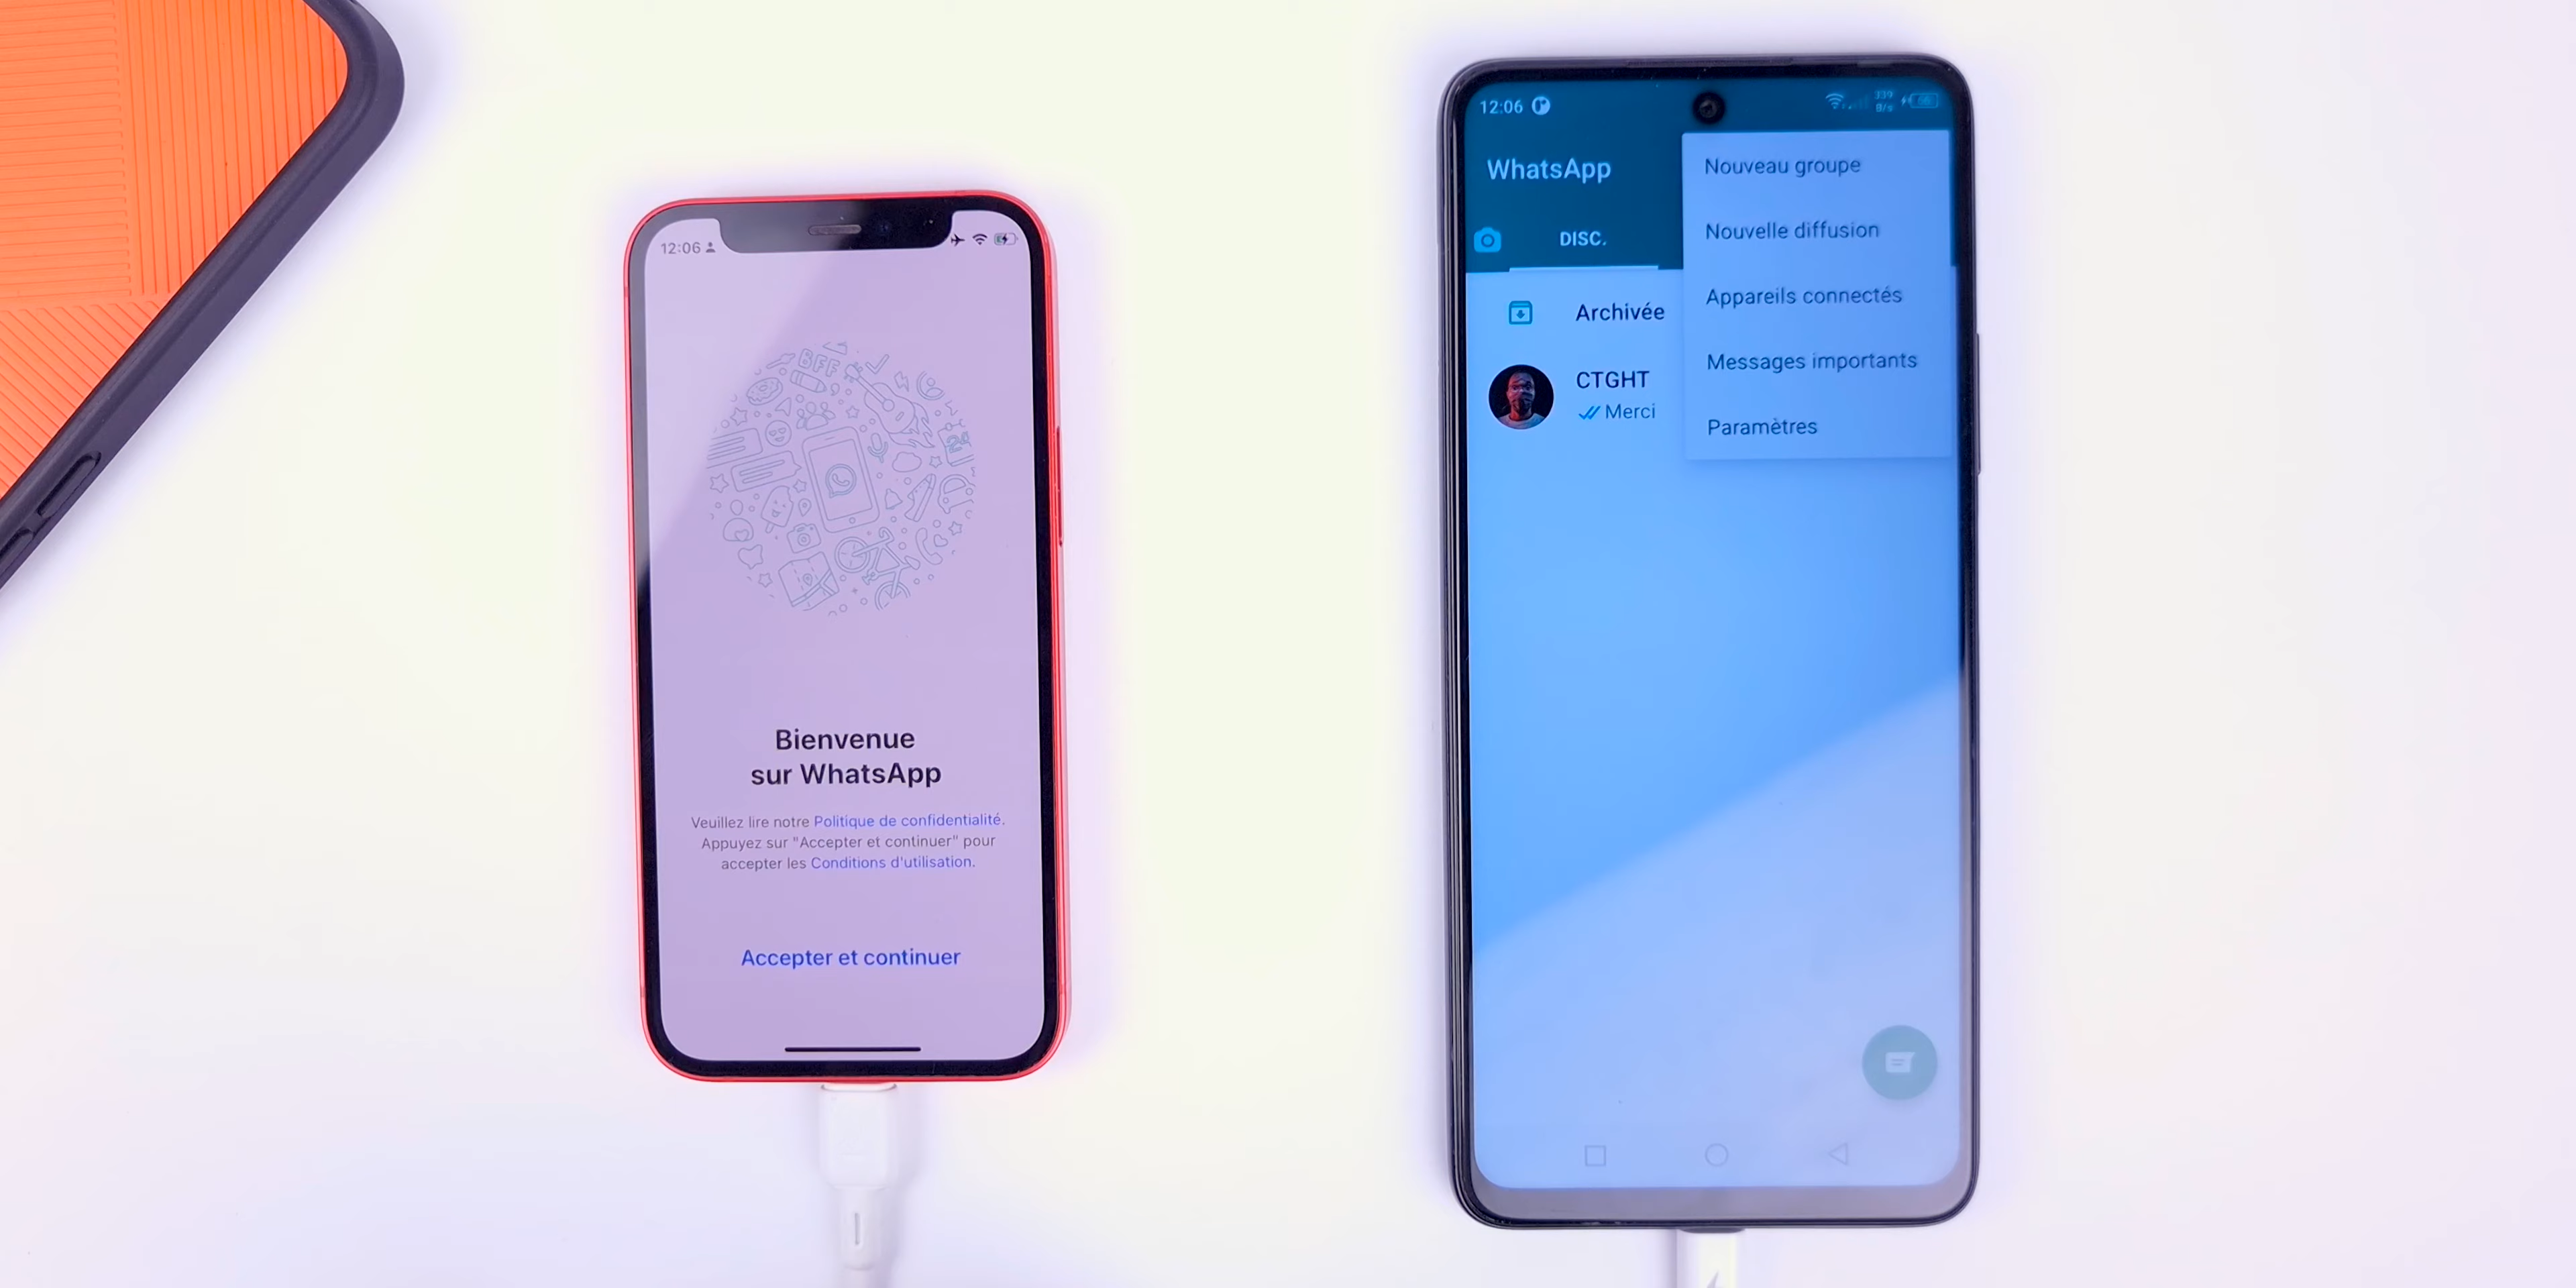 12:06
BFF
Bienvenue
sur WhatsApp
Veuillez lire notre Politique de confidentialité.
Appuyez sur "Accepter et continuer" pour
accepter les Conditions d'utilisation.
Accepter et continuer
12:06
339
B/s
WhatsApp
DISC.
Archivée
CTGHT
Merci
Nouveau groupe
Nouvelle diffusion
Appareils connectés
Messages importants
Paramètres